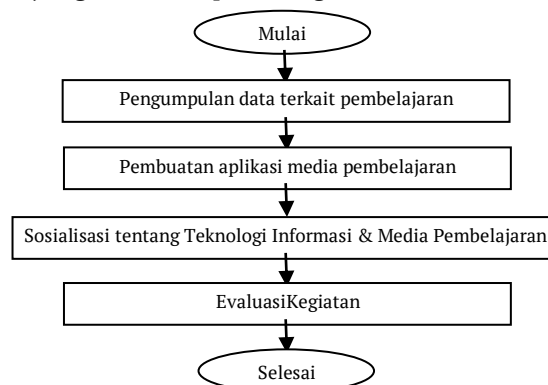 Mulai
Pengumpulan data terkait pembelajaran
Pembuatan aplikasi media pembelajaran
Sosialisasi tentang Teknologi Informasi & Media Pembelajaran
EvaluasiKegiatan
Selesai